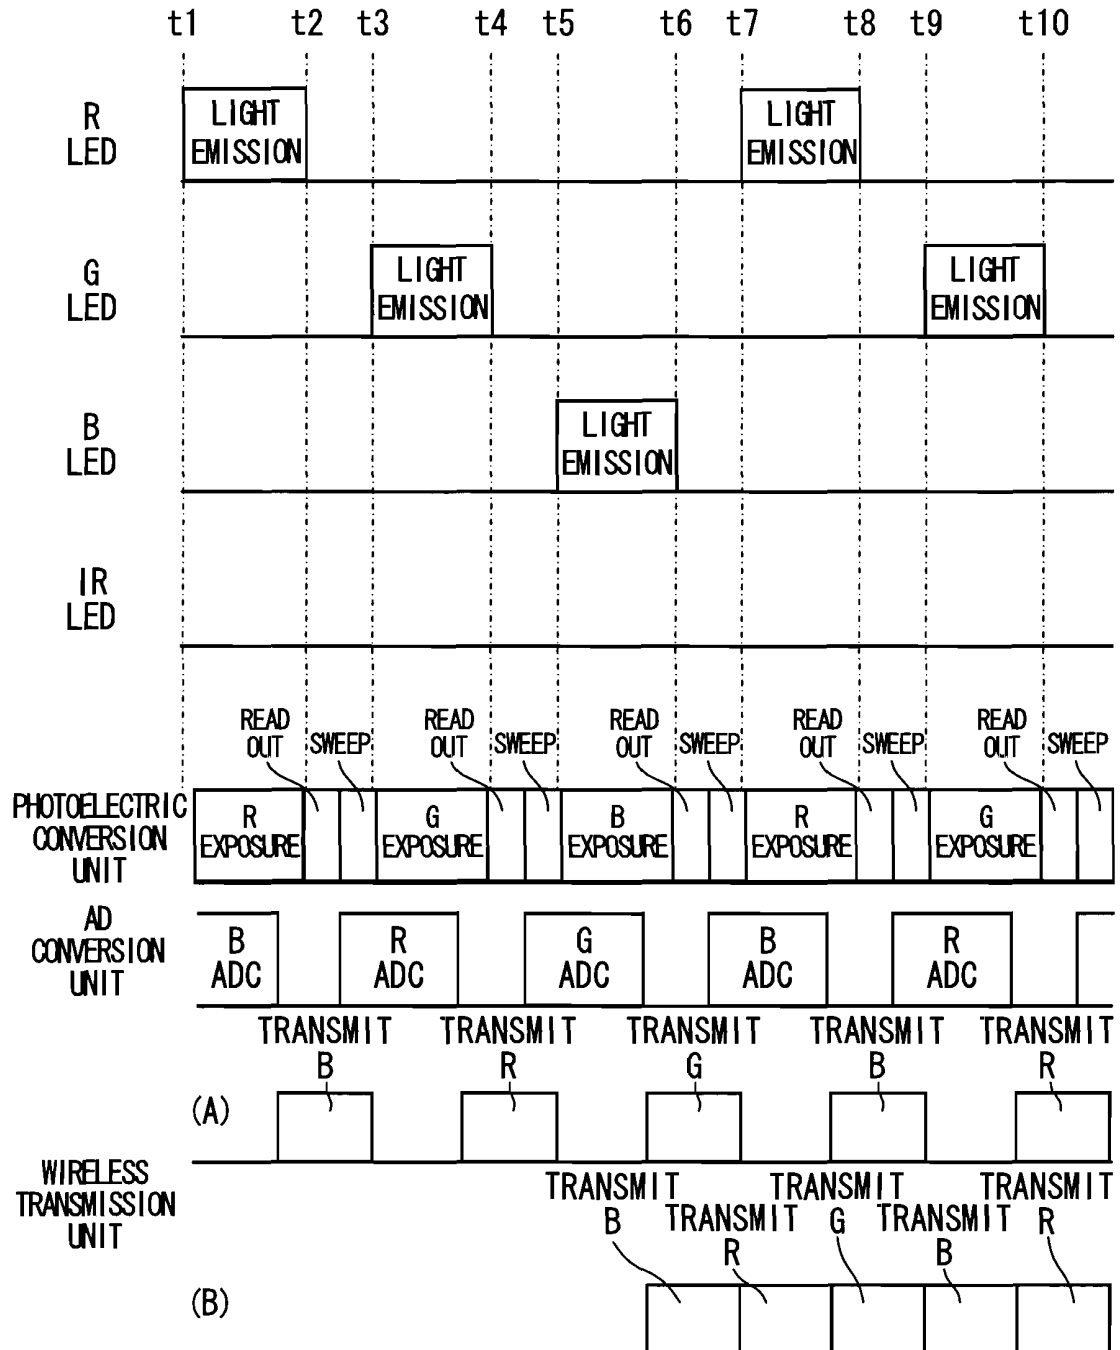 t1 t2 t3 t4 t5 t6 t7 t8 t9 t10
R
LED
LIGHT
EMISSION
LIGHT
EMISSION
G
LED
LIGHT
EMISSION
LIGHT
EMISSION
B
LED
LIGHT
EMISSION
IR
LED
READ
OUT
SWEEP
READ
OUT
SWEEP
READ
OUT
SWEEP
READ
OUT
SWEEP
READ
OUT
SWEEP
PHOTOELECTRIC
CONVERSION
UNIT
R
EXPOSURE
G
EXPOSURE
B
EXPOSURE
R
EXPOSURE
G
EXPOSURE
AD
CONVERSION
UNIT
B
ADC
R
ADC
G
ADC
B
ADC
R
ADC
TRANSMIT
B
TRANSMIT
R
TRANSMIT
G
TRANSMIT
B
TRANSMIT
R
(A)
WIRELESS
TRANSMISSION
UNIT
TRANSMIT
B
TRANSMIT
R
TRANSMIT
G
TRANSMIT
B
TRANSMIT
R
(B)